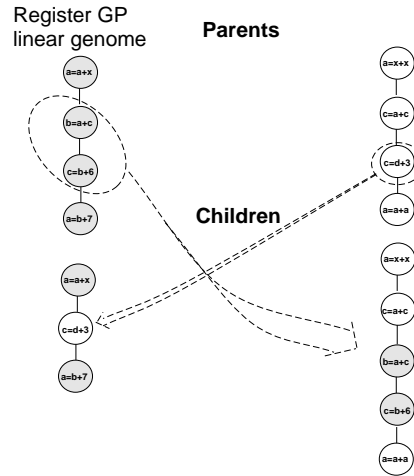 Register GP
linear genome
Parents
a=a+x
b=a+c
c=b+6
a=b+7
a=x+x
c=a+c
c=d+3
a=a+a
Children
a=a+x
c=d+3
a=b+7
a=x+x
c=a+c
b=a+c
c=b+6
a=a+a